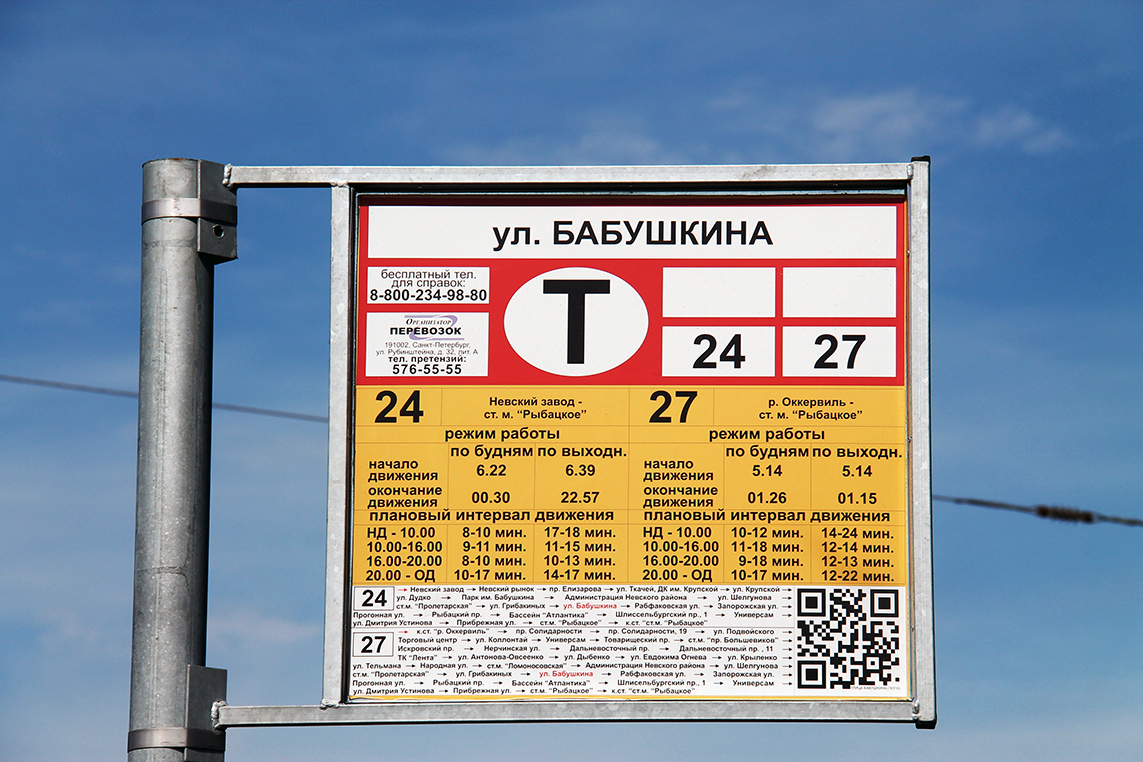 ул. БАБУШКИНА
бесплатный тел.
для справок:
8-800-234-98-80
Т
Организатор
ПЕРЕВОЗОК
191002, Санкт-Петербург,
ул. Рубинштейна, д. 32, лит. А
тел. претензий:
576-55-55
24 27
24 Невский завод -
ст. м. "Рыбацкое"
27 р. Оккервиль -
ст. м. "Рыбацкое"
режим работы режим работы
по будням по выходн. по будням по выходн.
начало
движения 6.22 6.39
начало
движения 5.14 5.14
окончание
движения 00.30 22.57
окончание
движения 01.26 01.15
плановый интервал движения плановый интервал движения
НД - 10.00 8-10 мин. 17-18 мин. НД - 10.00 10-12 мин. 14-24 мин.
10.00-16.00 9-11 мин. 11-15 мин. 10.00-16.00 11-18 мин. 12-14 мин.
16.00-20.00 8-10 мин. 10-13 мин. 16.00-20.00 9-18 мин. 12-13 мин.
20.00 - ОД 10-17 мин. 14-17 мин. 20.00 - ОД 10-17 мин. 12-22 мин.
24 → Невский завод → Невский рынок → пр. Елизарова → ул. Ткачей, ДК им. Крупской → ул. Крупской →
ул. Дудко → Парк им. Бабушкина → Администрация Невского района → ул. Шелгунова →
ст.м. "Пролетарская" → ул. Грибакиных → ул. Бабушкина → Рабфаковская ул. → Запорожская ул. →
Прогонная ул. → Рыбацкий пр. → Бассейн "Атлантика" → Шлиссельбургский пр., 1 → Универсам →
ул. Дмитрия Устинова → Прибрежная ул. → ст.м. "Рыбацкое" → к.ст. "ст.м. "Рыбацкое"
27 → к.ст. "р. Оккервиль" → пр. Солидарности → пр. Солидарности, 19 → ул. Подвойского →
Торговый центр → ул. Коллонтай → Универсам → Товарищеский пр. → ст.м. "пр. Большевиков" →
Искровский пр. → Нерчинская ул. → Дальневосточный пр. → Дальневосточный пр. , 11 →
ТК "Лента" → ул. Антонова-Овсеенко → ул. Дыбенко → ул. Евдокима Огнева → ул. Крыленко →
ул. Тельмана → Народная ул. → ст.м. "Ломоносовская" → Администрация Невского района → ул. Шелгунова →
ст.м. "Пролетарская" → ул. Грибакиных → ул. Бабушкина → Рабфаковская ул. → Запорожская ул. →
Прогонная ул. → Рыбацкий пр. → Бассейн "Атлантика" → Шлисельбургский пр., 1 → Универсам →
ул. Дмитрия Устинова → Прибрежная ул. → ст.м. "Рыбацкое" → к.ст. "ст.м. "Рыбацкое"